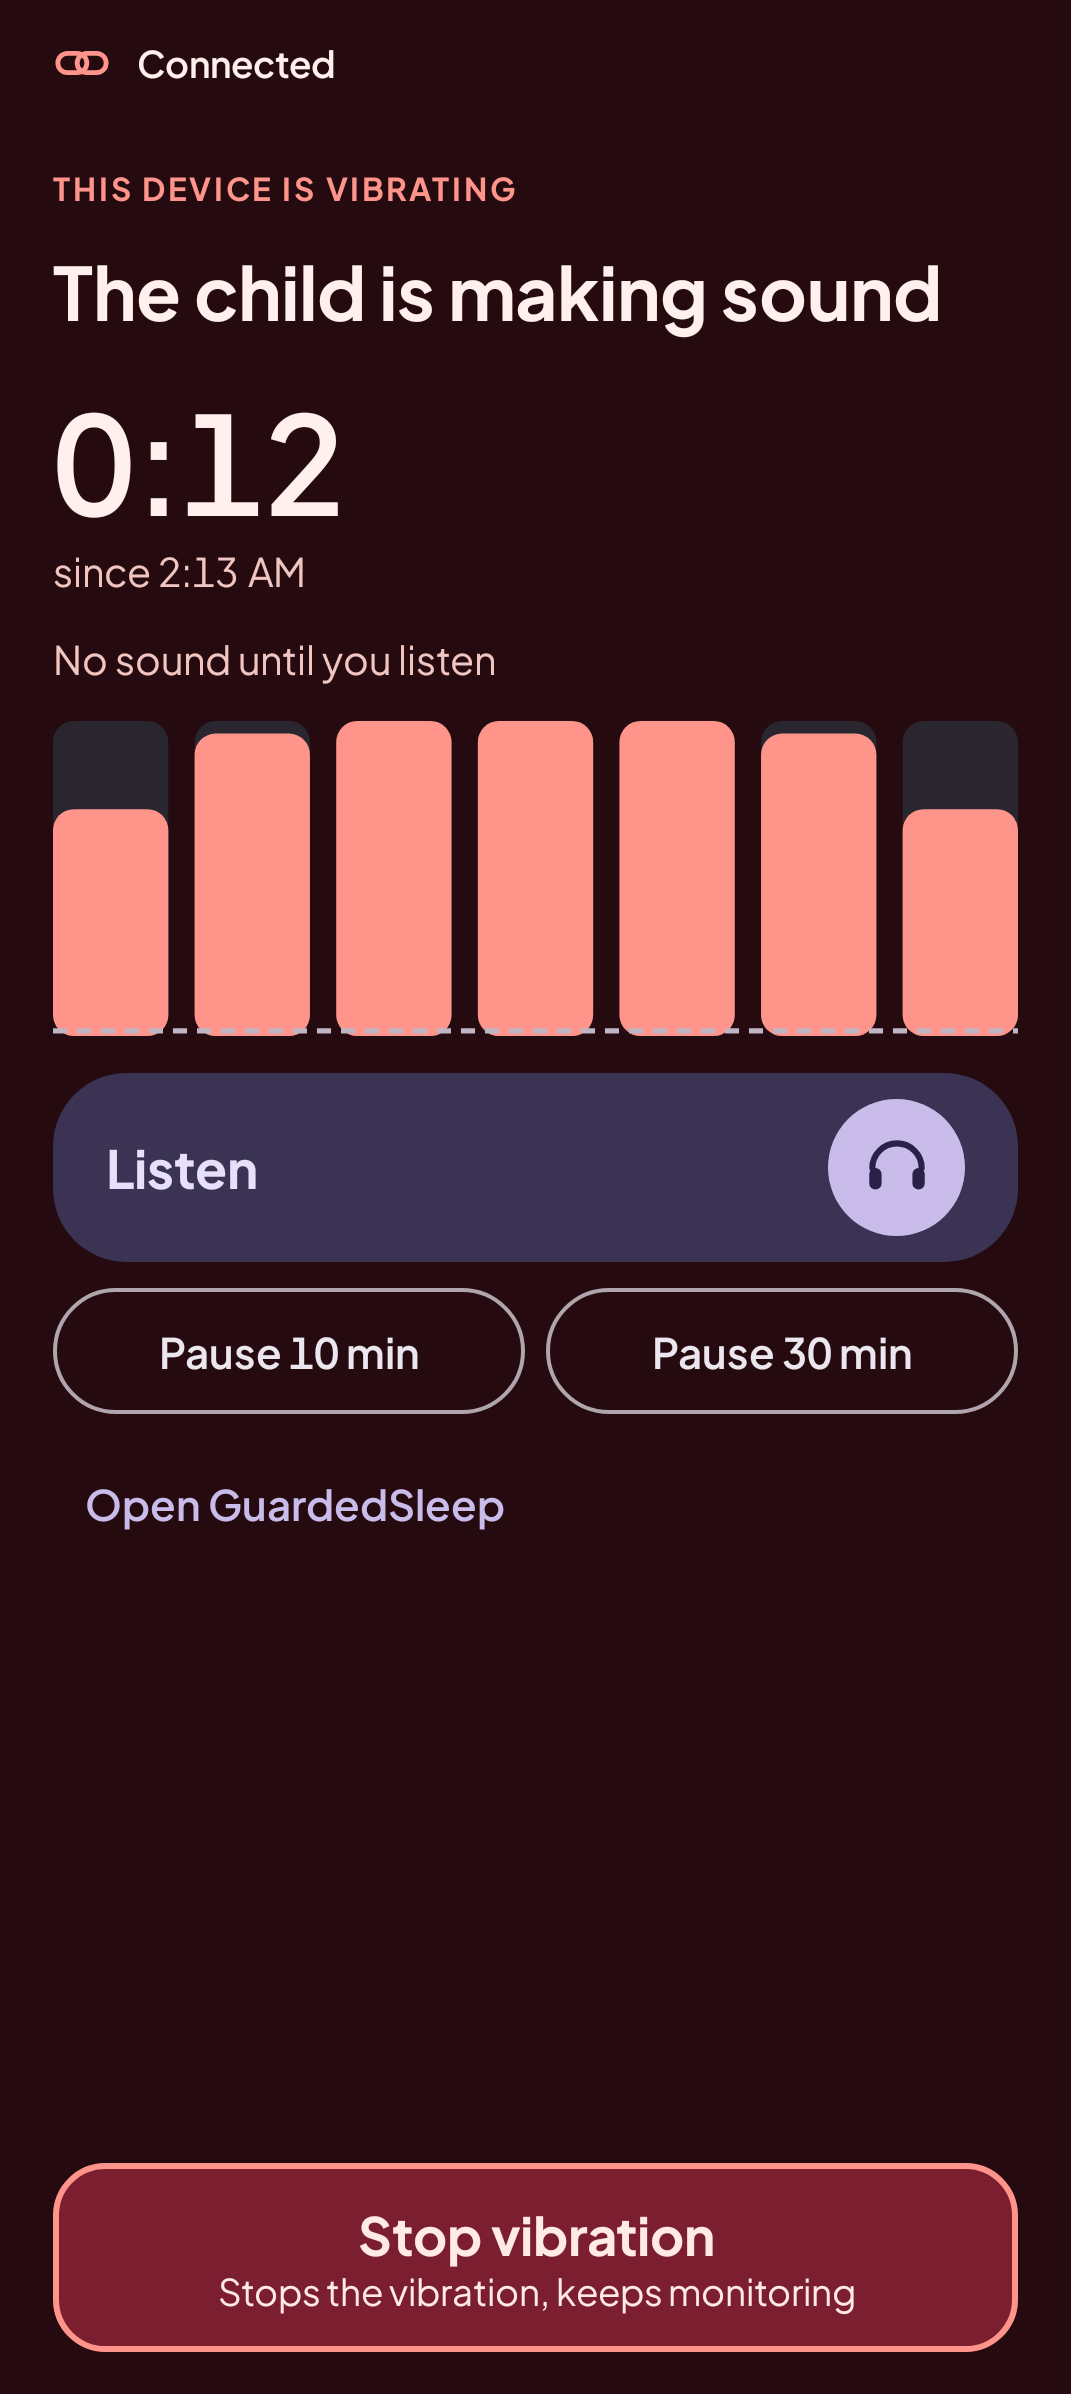 Connected
THIS DEVICE IS VIBRATING
The child is making sound
0:12
since 2:13 AM
No sound until you listen
Listen
Pause 10 min
Pause 30 min
Open GuardedSleep
Stop vibration
Stops the vibration, keeps monitoring